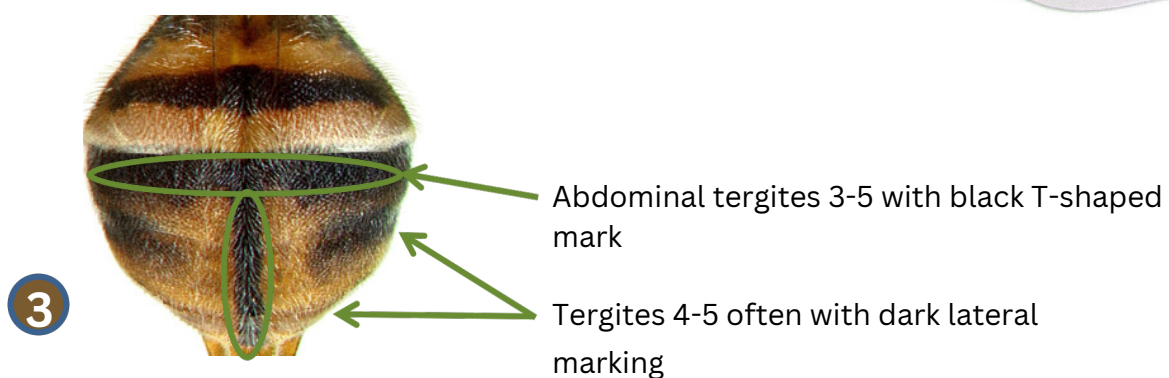 Abdominal tergites 3-5 with black T-shaped
mark
3
Tergites 4-5 often with dark lateral
marking